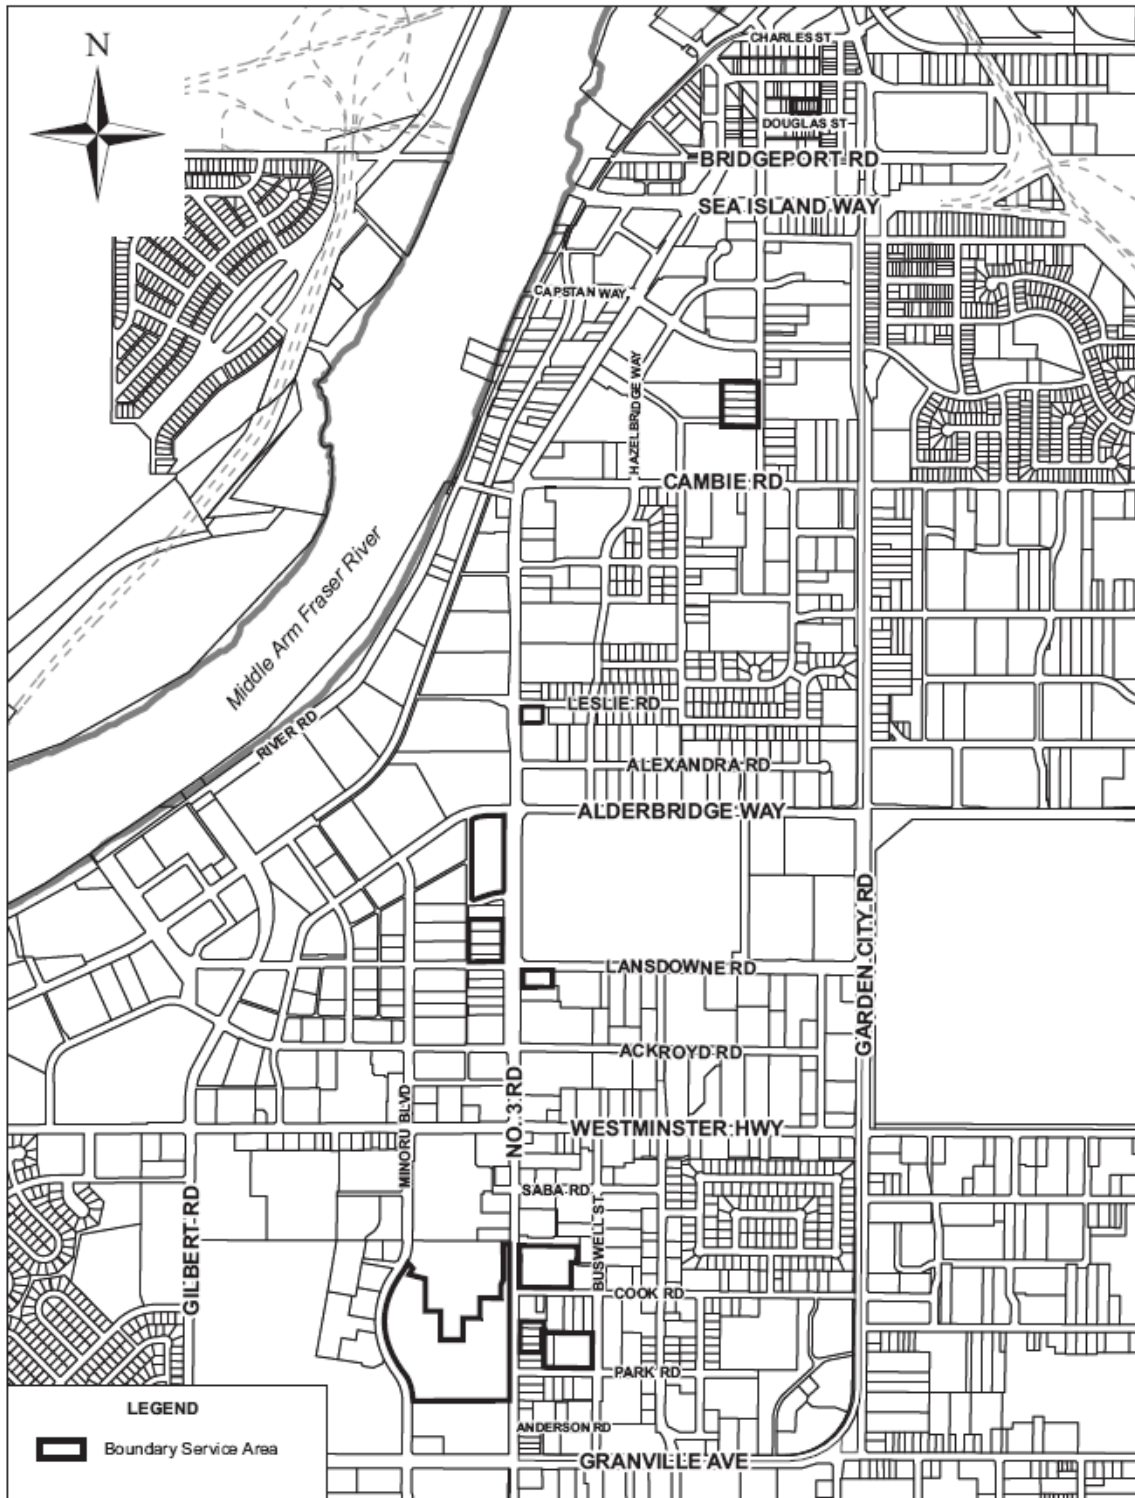 N
CHARLES ST
DOUGLAS ST
BRIDGEPORT RD
SEA ISLAND WAY
CAPSTAN WAY
HAZELBRIDGE WAY
CAMBIE RD
Middle Arm Fraser River
RIVER RD
LESLIE RD
ALEXANDRA RD
ALDERBRIDGE WAY
GARDEN CITY RD
LANSDOWNE RD
ACKROYD RD
NO. 3 RD
MINORU BLVD
WESTMINSTER HWY
SABA RD
GILBERT RD
BUSWELL ST
COOK RD
PARK RD
ANDERSON RD
GRANVILLE AVE
LEGEND
Boundary Service Area